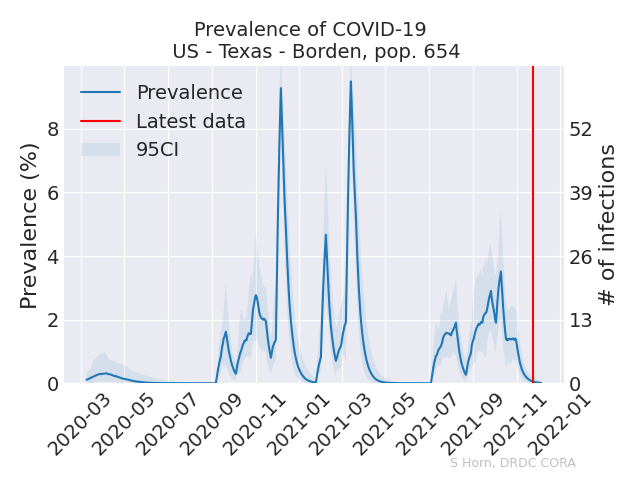 Prevalence of COVID-19
US - Texas - Borden, pop. 654
Prevalence
Latest data
95CI
Prevalence (%)
8
6
4
2
0
# of infections
52
39
26
13
0
2020-03
2020-05
2020-07
2020-09
2020-11
2021-01
2021-03
2021-05
2021-07
2021-09
2021-11
2022-01
S Horn, DRDC CORA